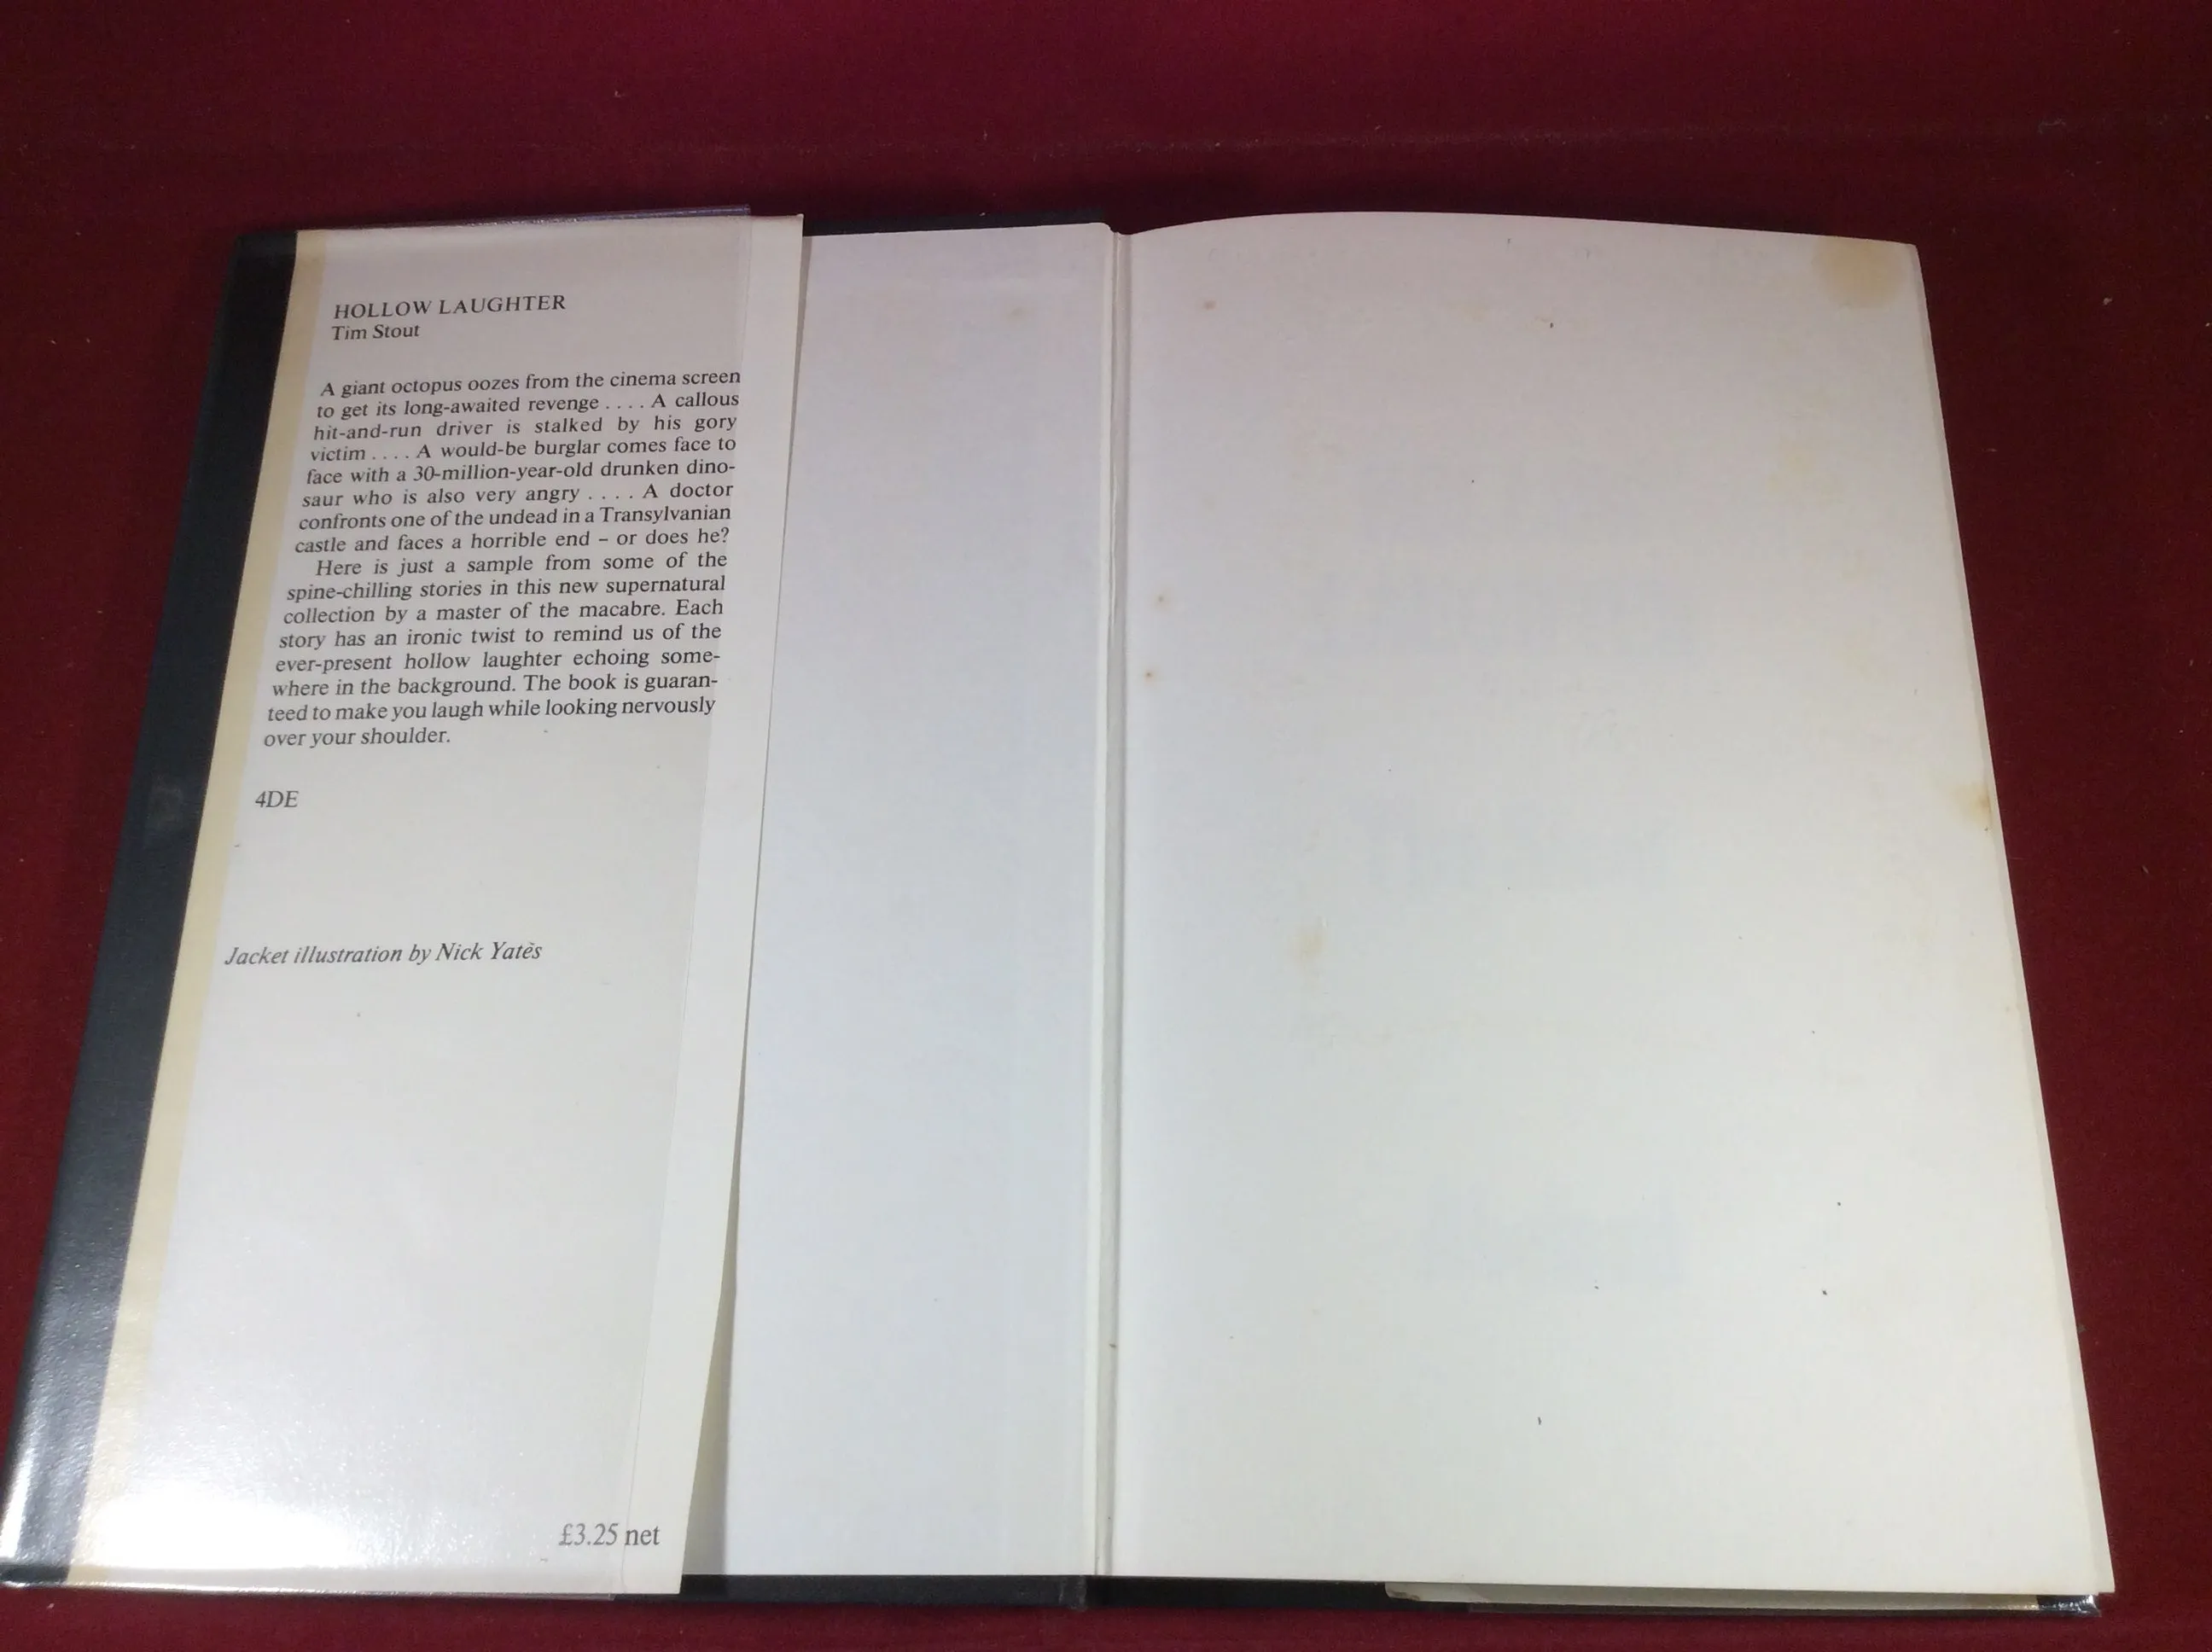 HOLLOW LAUGHTER
Tim Stout
A giant octopus oozes from the cinema screen
to get its long-awaited revenge . . . . A callous
hit-and-run driver is stalked by his gory
victim . . . . A would-be burglar comes face to
face with a 30-million-year-old drunken dino-
saur who is also very angry . . . . A doctor
confronts one of the undead in a Transylvanian
castle and faces a horrible end – or does he?
Here is just a sample from some of the
spine-chilling stories in this new supernatural
collection by a master of the macabre. Each
story has an ironic twist to remind us of the
ever-present hollow laughter echoing some-
where in the background. The book is guaran-
teed to make you laugh while looking nervously
over your shoulder.
4DE
Jacket illustration by Nick Yates
£3.25 net